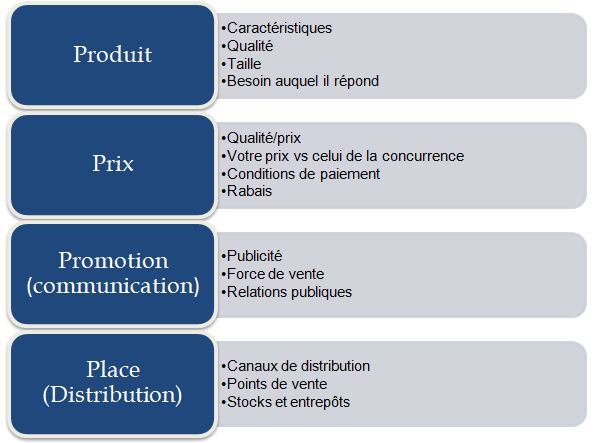 Produit
•Caractéristiques
•Qualité
•Taille
•Besoin auquel il répond
Prix
•Qualité/prix
•Votre prix vs celui de la concurrence
•Conditions de paiement
•Rabais
Promotion
(communication)
•Publicité
•Force de vente
•Relations publiques
Place
(Distribution)
•Canaux de distribution
•Points de vente
•Stocks et entrepôts